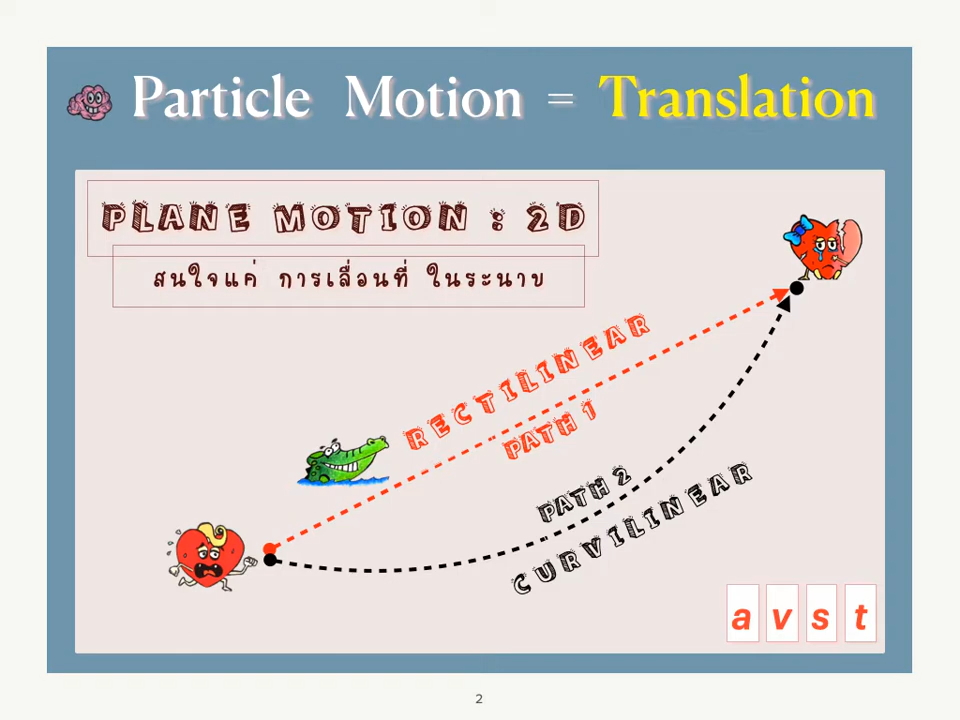 Particle Motion = Translation
PLANE MOTION : 2D
สนใจแค่ การเลื่อนที่ ในระนาบ
RECTILINEAR
PATH 1
PATH 2
CURVILINEAR
a v s t
2